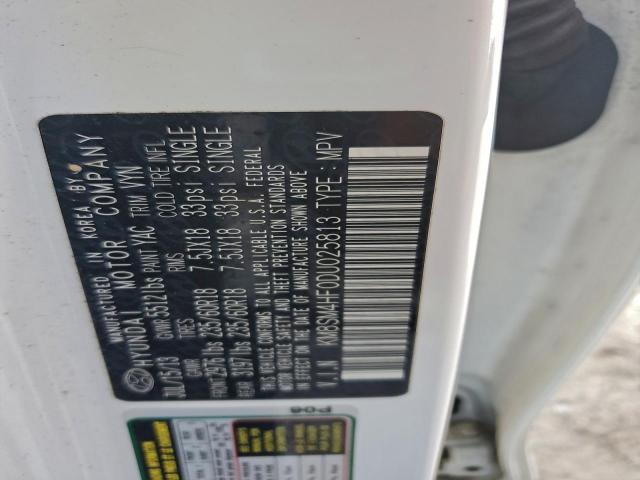 MANUFACTURED IN KOREA BY
HYUNDAI MOTOR COMPANY
JUL/15/13 GVWR 5512lbs PAINT YAC TRIM VYN
GAWR TIRES RIMS COLD TIRE INFL
FRONT 2971lbs 235/60R18 7.5JX18 33psi SINGLE
REAR 3197lbs 235/60R18 7.5JX18 33psi SINGLE
THIS VEHICLE CONFORMS TO ALL APPLICABLE U.S.A. FEDERAL
MOTOR VEHICLE SAFETY AND THEFT PREVENTION STANDARDS
IN EFFECT ON THE DATE OF MANUFACTURE SHOWN ABOVE.
V.I.N KM8SM4HF0DU025813 TYPE : MPV
P08